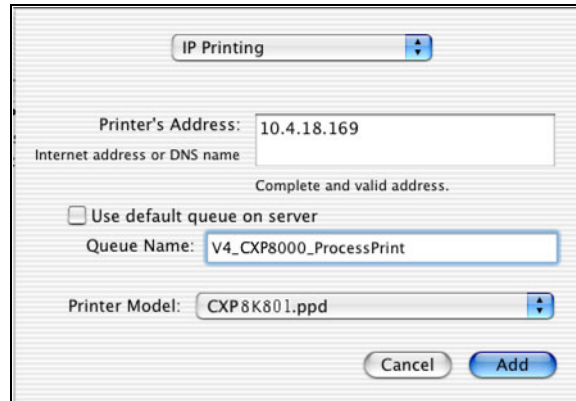 IP Printing
Printer's Address: 10.4.18.169
Internet address or DNS name
Complete and valid address.
Use default queue on server
Queue Name: V4_CXP8000_ProcessPrint
Printer Model: CXP8K801.ppd
Cancel Add